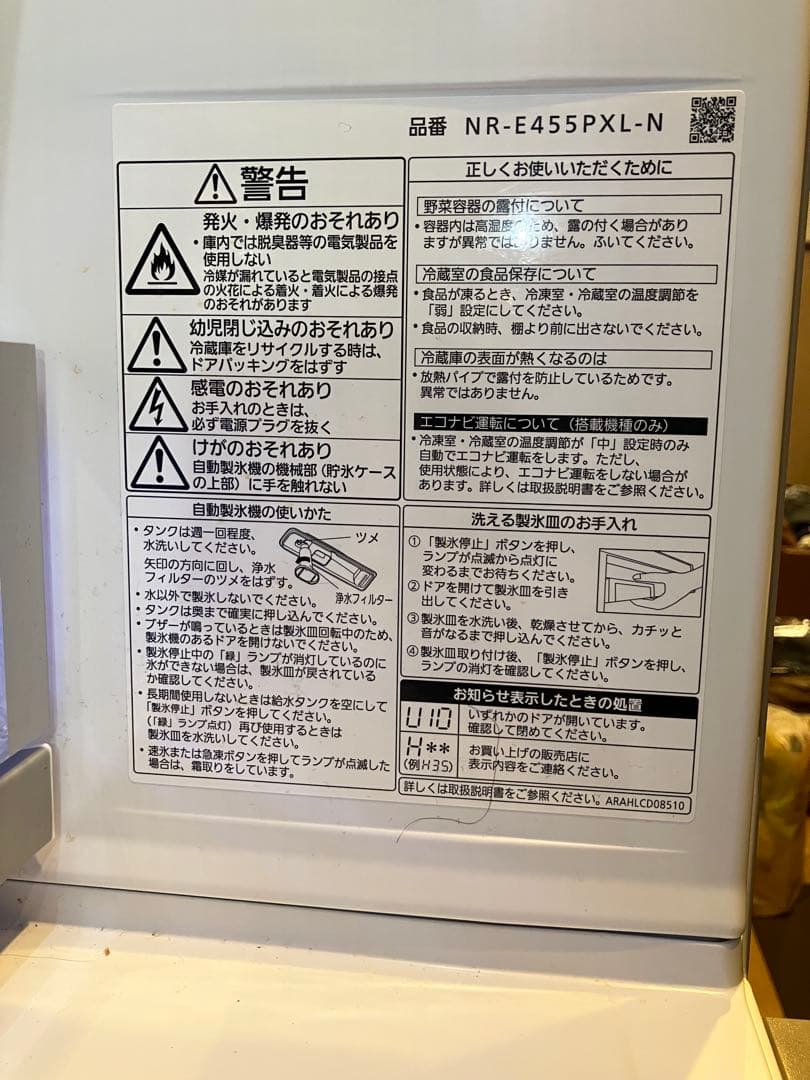 品番 NR-E455PXL-N
警告
発火・爆発のおそれあり
・庫内では脱臭器等の電気製品を
使用しない
冷媒が漏れていると電気製品の接点
の火花による着火・着火による爆発
のおそれがあります
幼児閉じ込みのおそれあり
冷蔵庫をリサイクルする時は、
ドアパッキングをはずす
感電のおそれあり
お手入れのときは、
必ず電源プラグを抜く
けがのおそれあり
自動製氷機の機械部(貯氷ケース
の上部)に手を触れない
正しくお使いいただくために
野菜容器の露付について
・容器内は高湿度のため、露の付く場合があり
ますが異常ではありません。ふいてください。
冷蔵室の食品保存について
・食品が凍るとき、冷凍室・冷蔵室の温度調節を
「弱」設定にしてください。
・食品の収納時、棚より前に出さないでください。
冷蔵庫の表面が熱くなるのは
・放熱パイプで露付を防止しているためです。
異常ではありません。
エコナビ運転について(搭載機種のみ)
・冷凍室・冷蔵室の温度調節が「中」設定時のみ
自動でエコナビ運転をします。ただし、
使用状態により、エコナビ運転をしない場合が
あります。詳しくは取扱説明書をご参照ください。
自動製氷機の使いかた
・タンクは週一回程度、
水洗いしてください。
矢印の方向に回し、浄水
フィルターのツメをはずす。
ツメ
浄水フィルター
・水以外で製氷しないでください。
・タンクは奥まで確実に押し込んでください。
・ブザーが鳴っているときは製氷皿回転中のため、
製氷機のあるドアを開けないでください。
・製氷停止中の「緑」ランプが消灯しているのに
氷ができない場合は、製氷皿が戻されている
か確認してください。
・長期間使用しないときは給水タンクを空にして
「製氷停止」ボタンを押してください。
(「緑」ランプ点灯)再び使用するときは
製氷皿を水洗いしてください。
・速氷または急凍ボタンを押してランプが点滅した
場合は、霜取りをしています。
洗える製氷皿のお手入れ
①「製氷停止」ボタンを押し、
ランプが点滅から点灯に
変わるまでお待ちください。
②ドアを開けて製氷皿を引き
出してください。
③製氷皿を水洗い後、乾燥させてから、カチッと
音がなるまで押し込んでください。
④製氷皿取り付け後、「製氷停止」ボタンを押し、
ランプの消灯を確認してください。
お知らせ表示したときの処置
U10 いずれかのドアが開いています。
確認して閉めてください。
H** お買い上げの販売店に
(例H35) 表示内容をご連絡ください。
詳しくは取扱説明書をご参照ください。 ARAHLCD08510